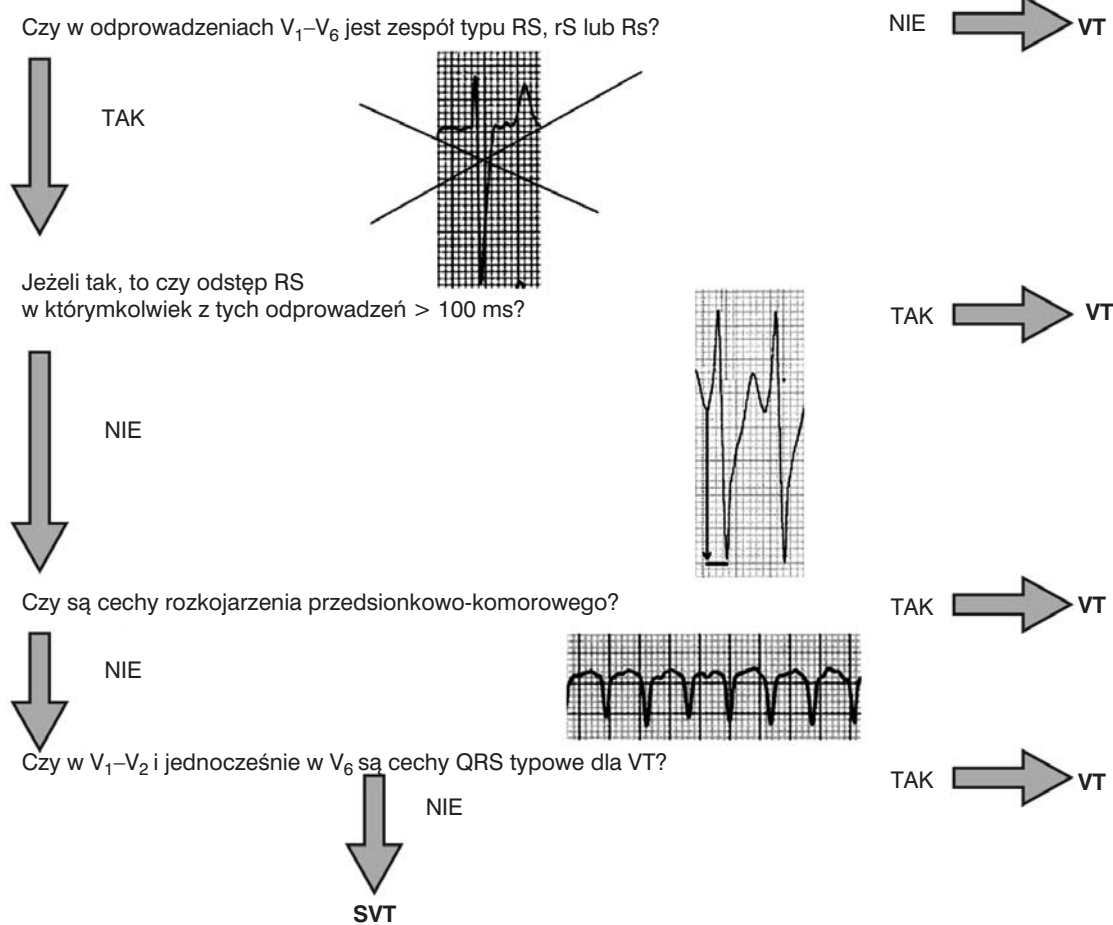 Czy w odprowadzeniach V₁–V₆ jest zespół typu RS, rS lub Rs?
NIE
VT
TAK
Jeżeli tak, to czy odstęp RS
w którymkolwiek z tych odprowadzeń > 100 ms?
TAK
VT
NIE
Czy są cechy rozkojarzenia przedsionkowo-komorowego?
TAK
VT
NIE
Czy w V₁–V₂ i jednocześnie w V₆ są cechy QRS typowe dla VT?
TAK
VT
NIE
SVT